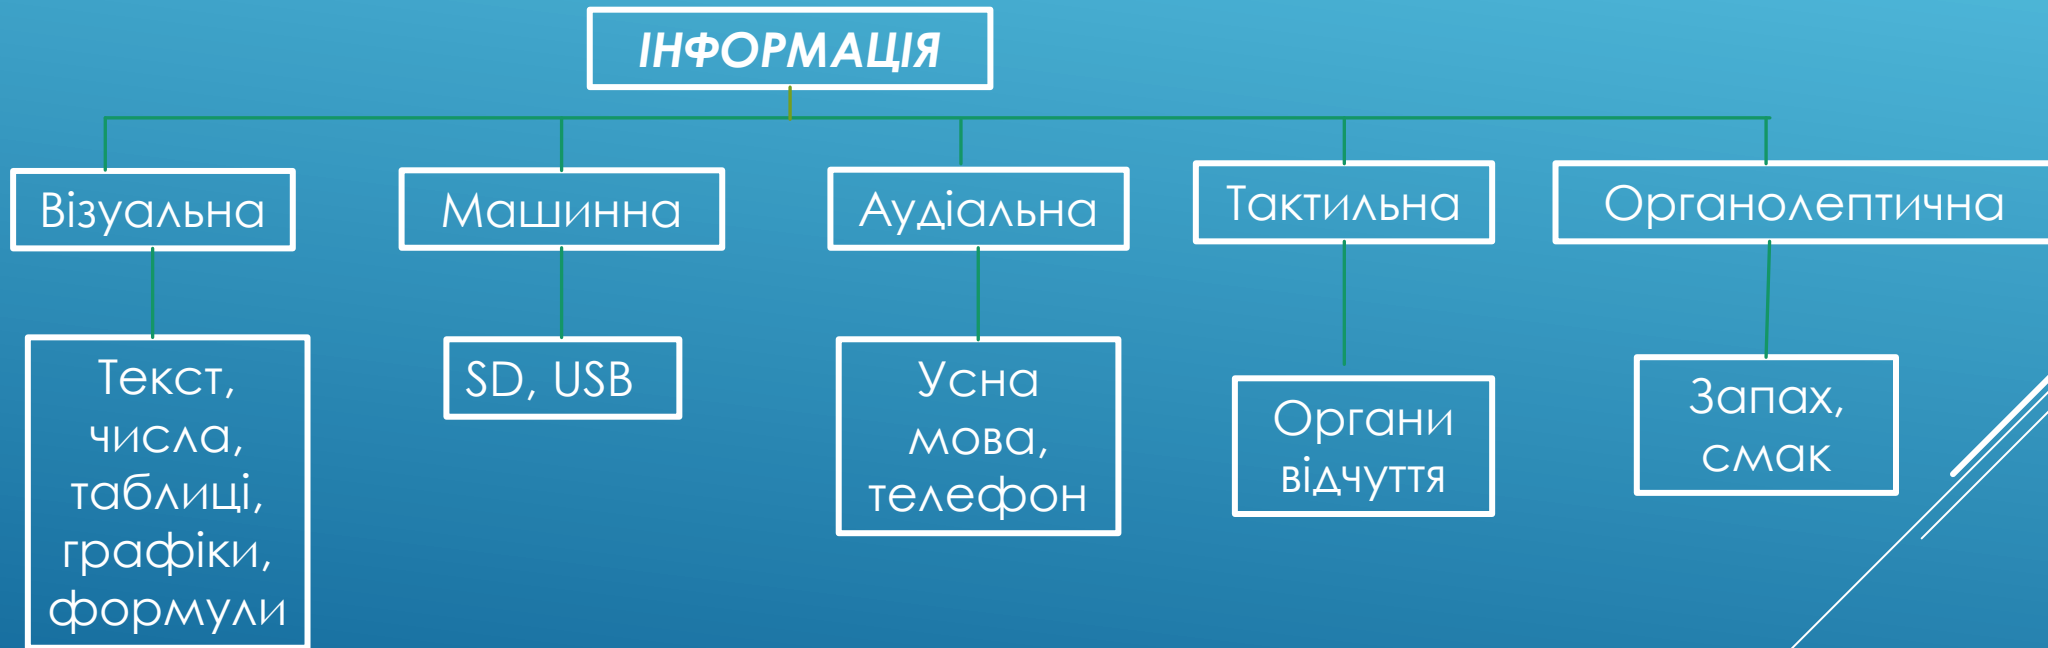 ІНФОРМАЦІЯ
Візуальна
Машинна
Аудіальна
Тактильна
Органолептична
Текст,
числа,
таблиці,
графіки,
формули
SD, USB
Усна
мова,
телефон
Органи
відчуття
Запах,
смак